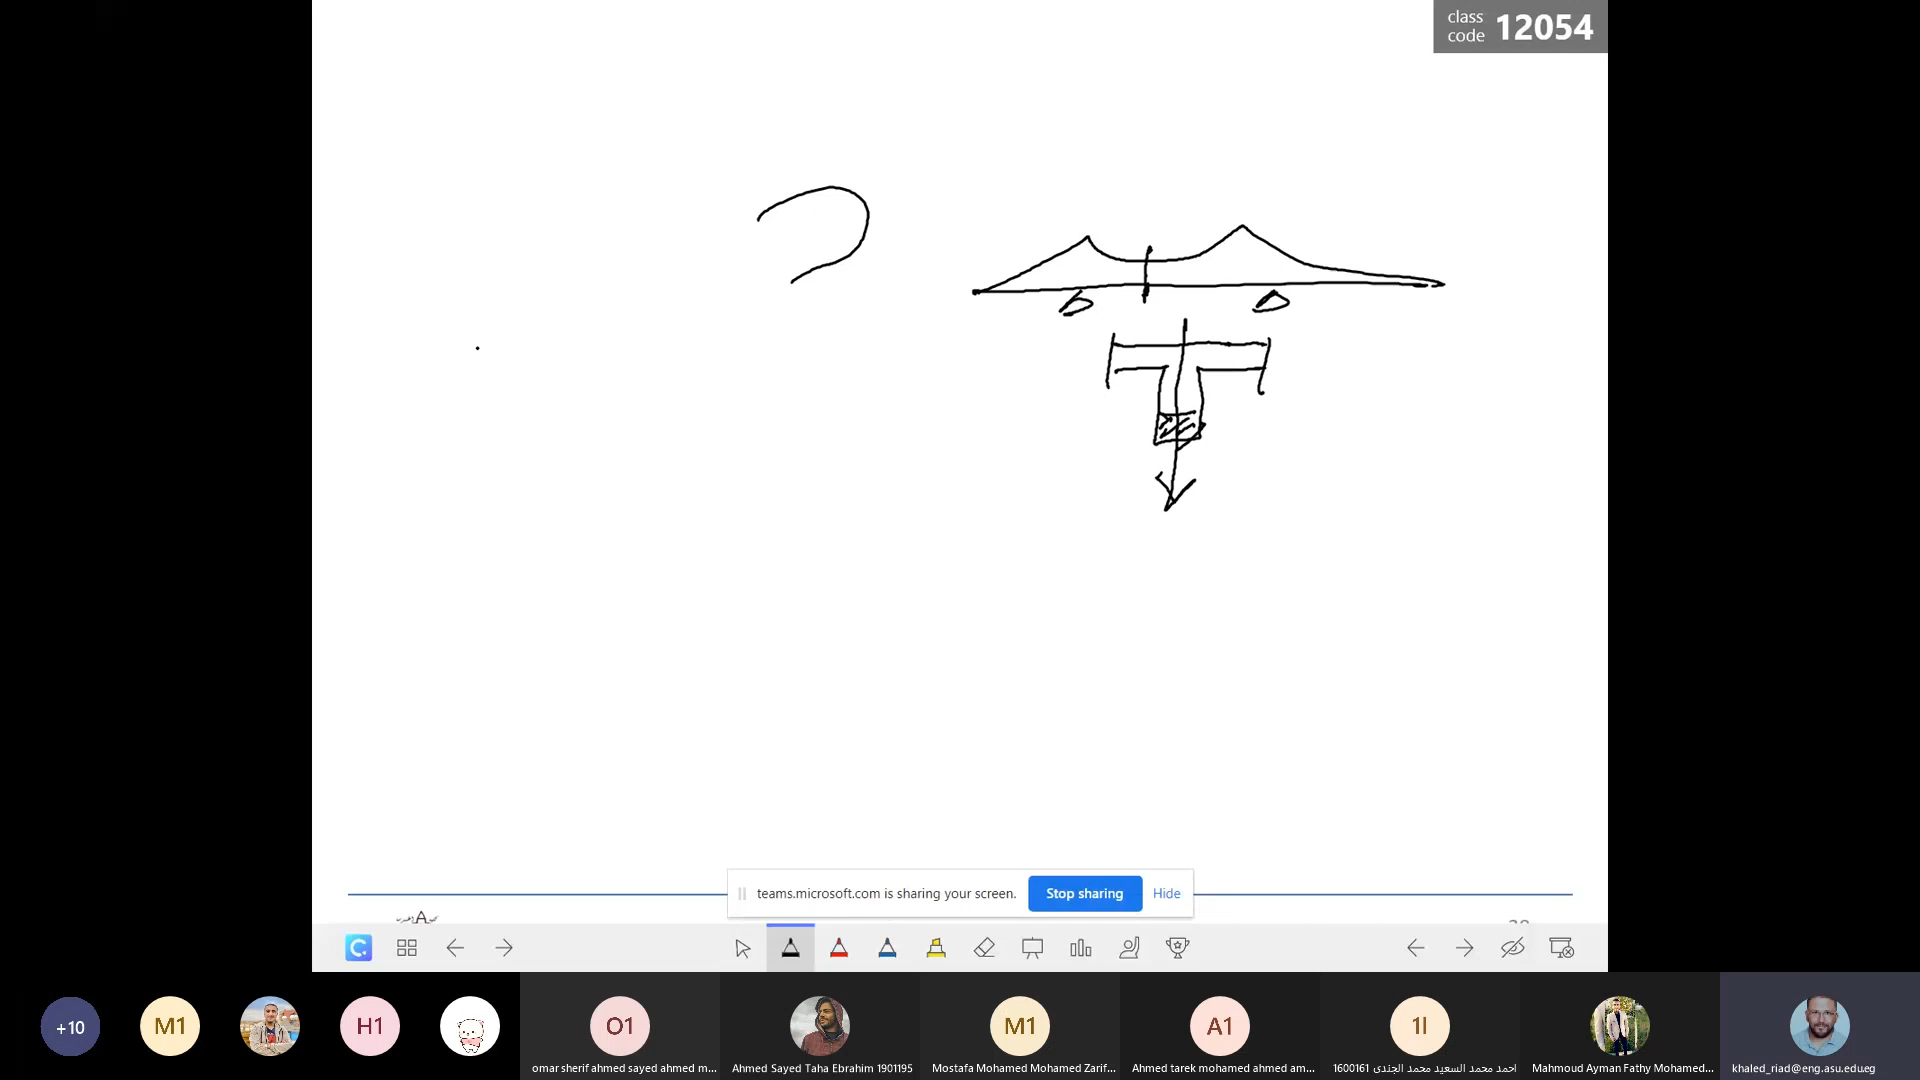 class
code 12054
teams.microsoft.com is sharing your screen. Stop sharing Hide
A
+10
M1
H1
O1
M1
A1
1ا
omar sherif ahmed sayed ahmed m...
Ahmed Sayed Taha Ebrahim 1901195
Mostafa Mohamed Mohamed Zarif...
Ahmed tarek mohamed ahmed am...
احمد محمد السعيد محمد الجندى 1600161
Mahmoud Ayman Fathy Mohamed...
khaled_riad@eng.asu.edu.eg